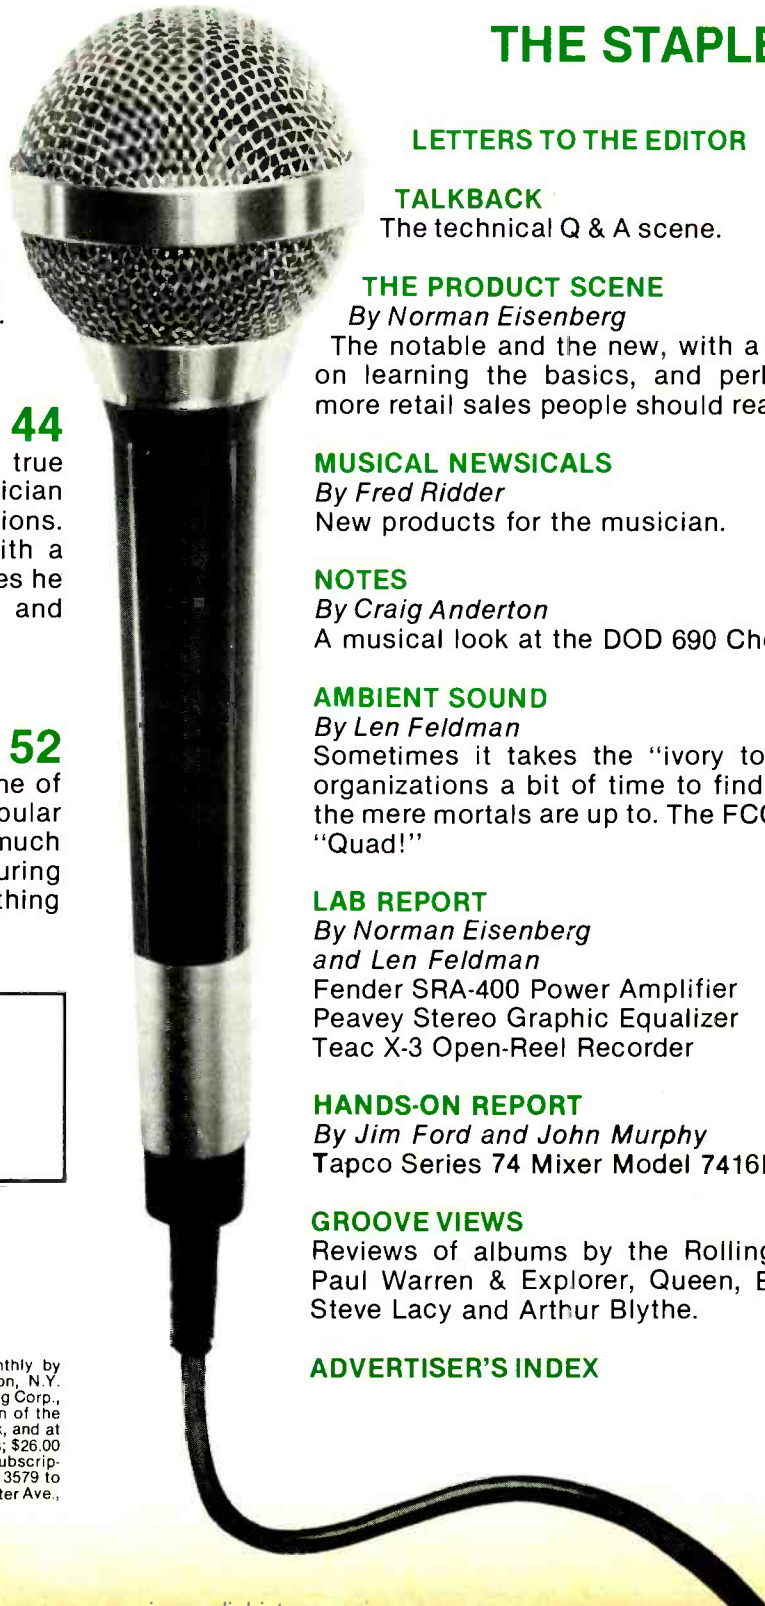 .
44
true
ician
ions.
ith a
es he
and
52
ne of
pular
nuch
uring
thing
nthly by
on, N.Y.
g Corp.,
n of the
k, and at
s; $26.00
ubscrip-
3579 to
ter Ave.,
THE STAPLE
LETTERS TO THE EDITOR
TALKBACK
The technical Q & A scene.
THE PRODUCT SCENE
By Norman Eisenberg
The notable and the new, with a
on learning the basics, and perh
more retail sales people should rea
MUSICAL NEWSICALS
By Fred Ridder
New products for the musician.
NOTES
By Craig Anderton
A musical look at the DOD 690 Cho
AMBIENT SOUND
By Len Feldman
Sometimes it takes the “ivory to
organizations a bit of time to find
the mere mortals are up to. The FCC
“Quad!”
LAB REPORT
By Norman Eisenberg
and Len Feldman
Fender SRA-400 Power Amplifier
Peavey Stereo Graphic Equalizer
Teac X-3 Open-Reel Recorder
HANDS-ON REPORT
By Jim Ford and John Murphy
Tapco Series 74 Mixer Model 7416
GROOVE VIEWS
Reviews of albums by the Rolling
Paul Warren & Explorer, Queen, B
Steve Lacy and Arthur Blythe.
ADVERTISER'S INDEX